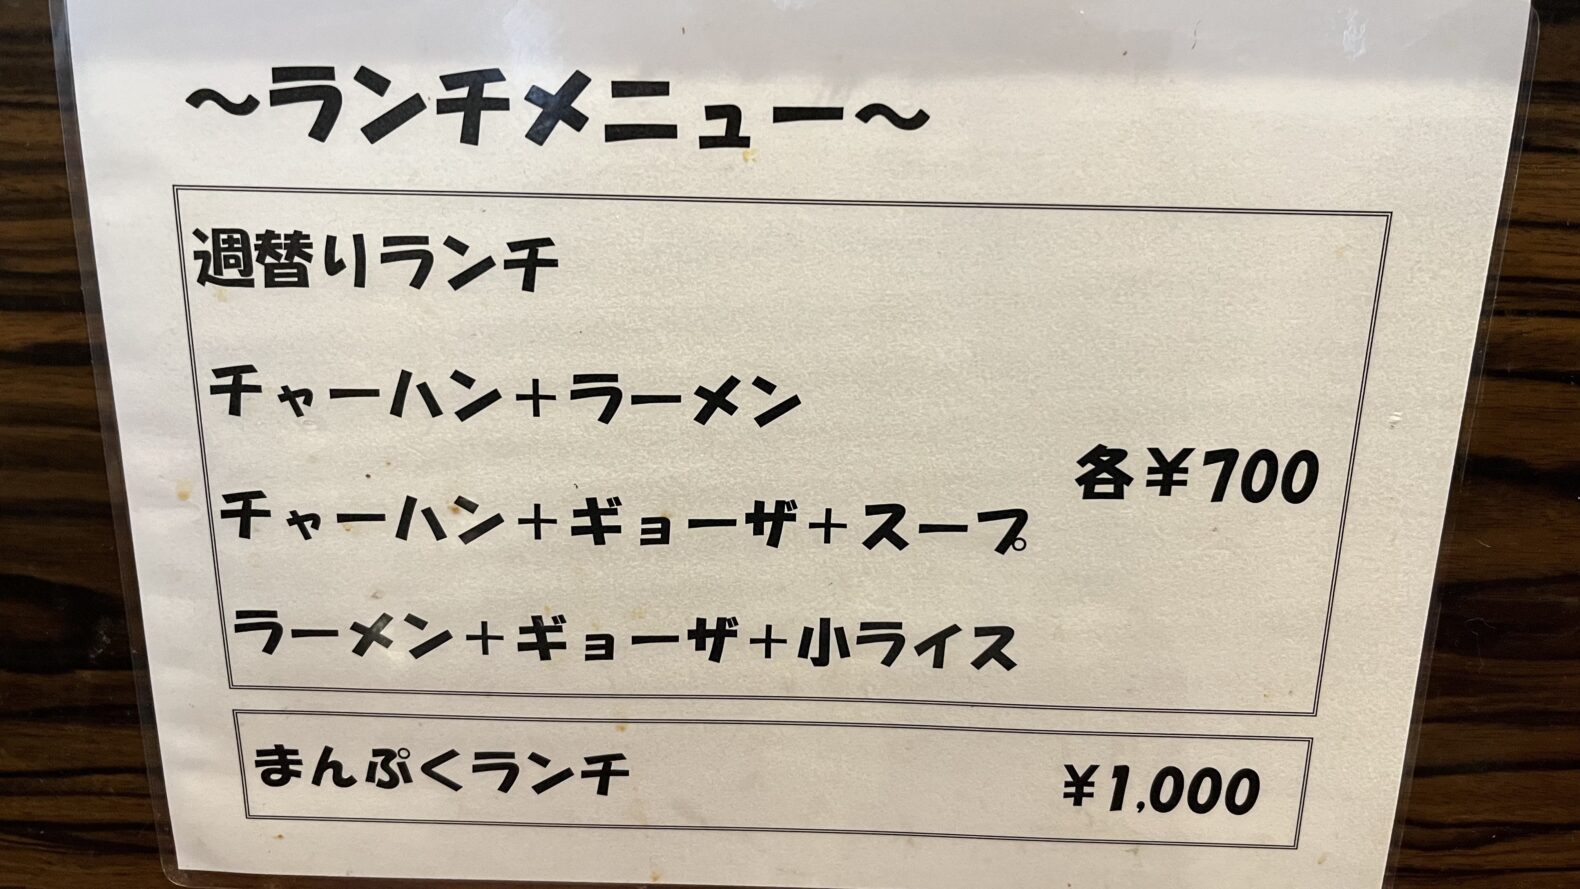 ～ランチメニュー～
週替りランチ
チャーハン＋ラーメン
チャーハン＋ギョーザ＋スープ
各￥700
ラーメン＋ギョーザ＋小ライス
まんぷくランチ ￥1,000